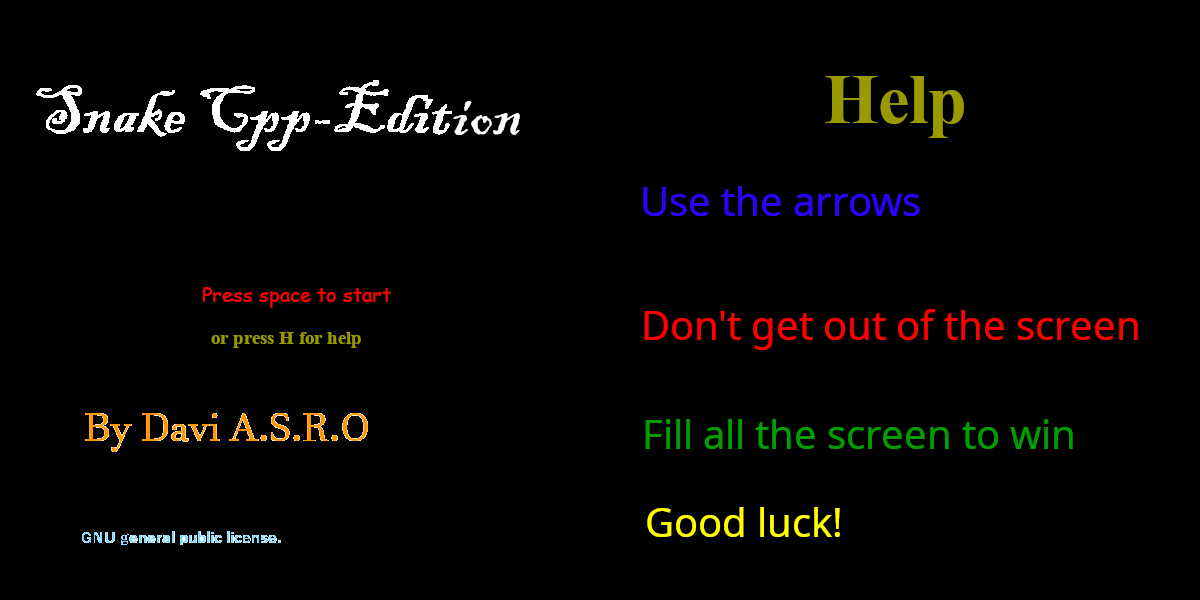 Snake Cpp-Edition
Press space to start
or press H for help
By Davi A.S.R.O
GNU general public license.
Help
Use the arrows
Don't get out of the screen
Fill all the screen to win
Good luck!